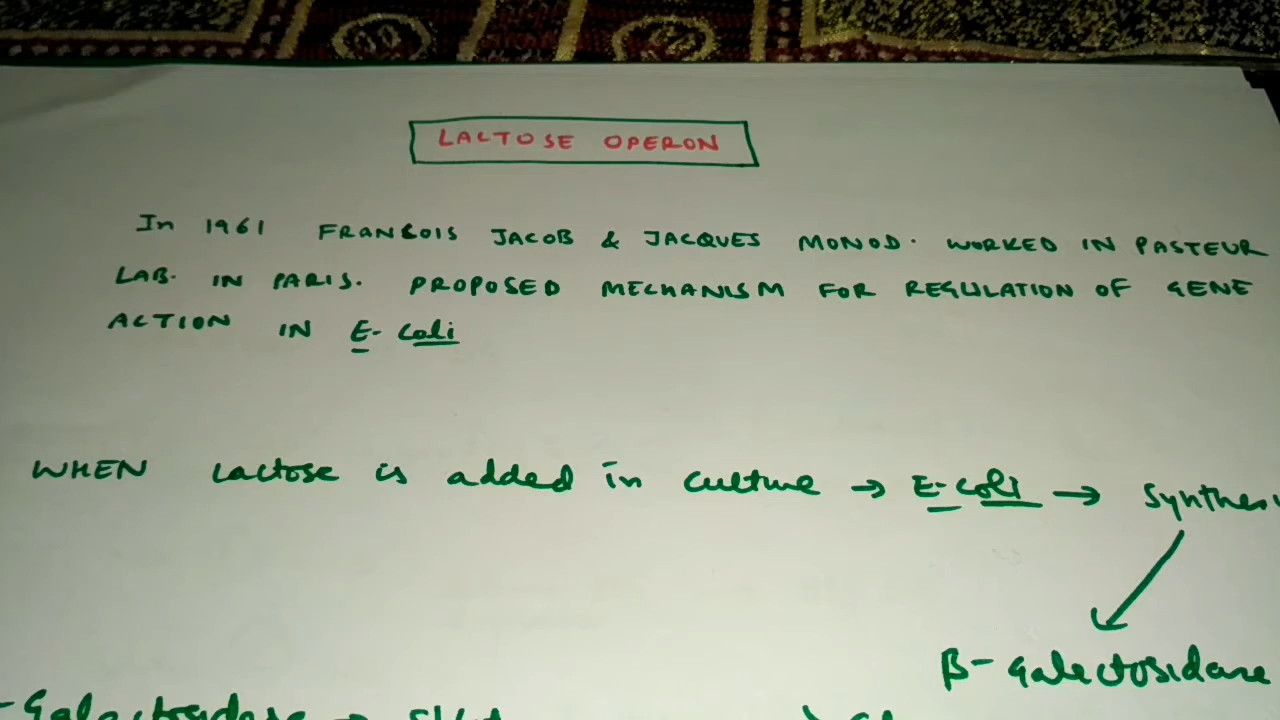 LACTOSE OPERON
In 1961 FRANCOIS JACOB & JACQUES MONOD. WORKED IN PASTEUR
LAB. IN PARIS. PROPOSED MECHANISM FOR REGULATION OF GENE
ACTION IN E. Coli
WHEN Lactose is added in culture → E. coli → Synthesi
β- Galactosidase